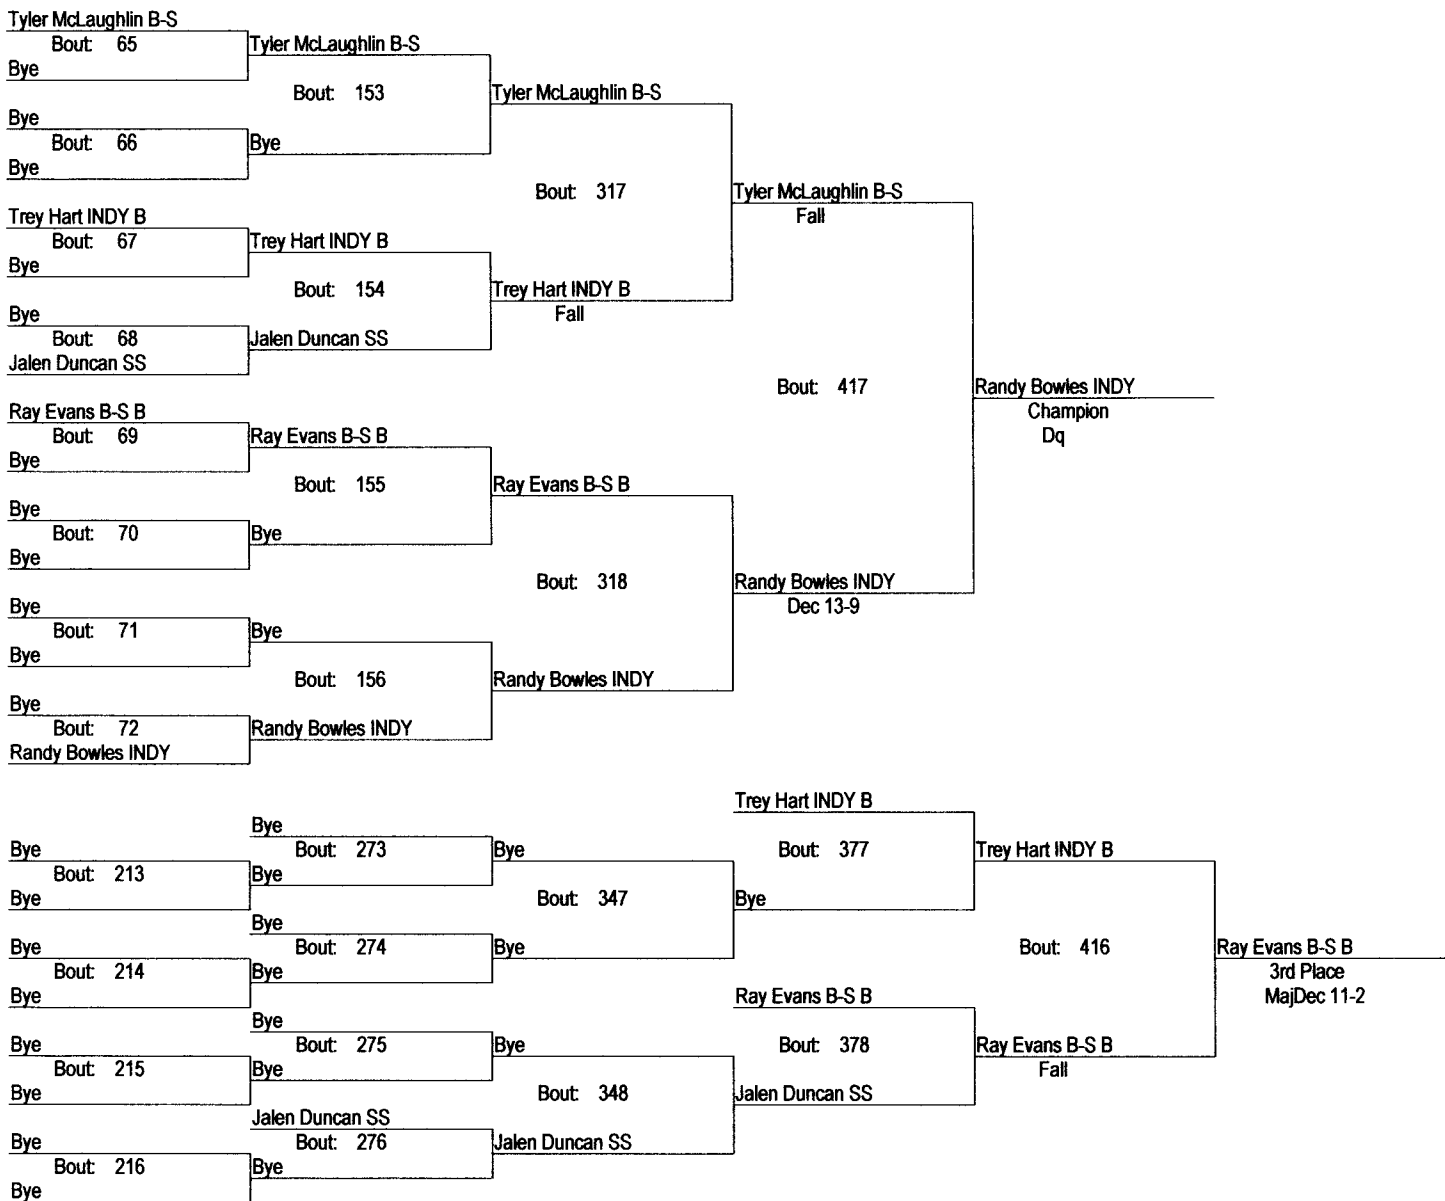 Tyler McLaughlin B-S
Bout: 65
Tyler McLaughlin B-S
Bye
Bout: 153
Tyler McLaughlin B-S
Bye
Bout: 66
Bye
Bye
Bout: 317
Tyler McLaughlin B-S
Fall
Trey Hart INDY B
Bout: 67
Trey Hart INDY B
Bye
Bout: 154
Trey Hart INDY B
Fall
Bye
Bout: 68
Jalen Duncan SS
Jalen Duncan SS
Bout: 417
Randy Bowles INDY
Champion
Dq
Ray Evans B-S B
Bout: 69
Ray Evans B-S B
Bye
Bout: 155
Ray Evans B-S B
Bye
Bout: 70
Bye
Bye
Bout: 318
Randy Bowles INDY
Dec 13-9
Bye
Bout: 71
Bye
Bye
Bout: 156
Randy Bowles INDY
Bye
Bout: 72
Randy Bowles INDY
Randy Bowles INDY
Trey Hart INDY B
Bye
Bye
Bout: 273
Bye
Bout: 377
Trey Hart INDY B
Bout: 213
Bye
Bye
Bout: 347
Bye
Bye
Bye
Bout: 274
Bye
Bout: 416
Ray Evans B-S B
3rd Place
MajDec 11-2
Bout: 214
Bye
Bye
Ray Evans B-S B
Bye
Bye
Bout: 275
Bye
Bout: 378
Ray Evans B-S B
Fall
Bout: 215
Bye
Bye
Bout: 348
Jalen Duncan SS
Jalen Duncan SS
Bye
Bout: 276
Jalen Duncan SS
Bout: 216
Bye
Bye